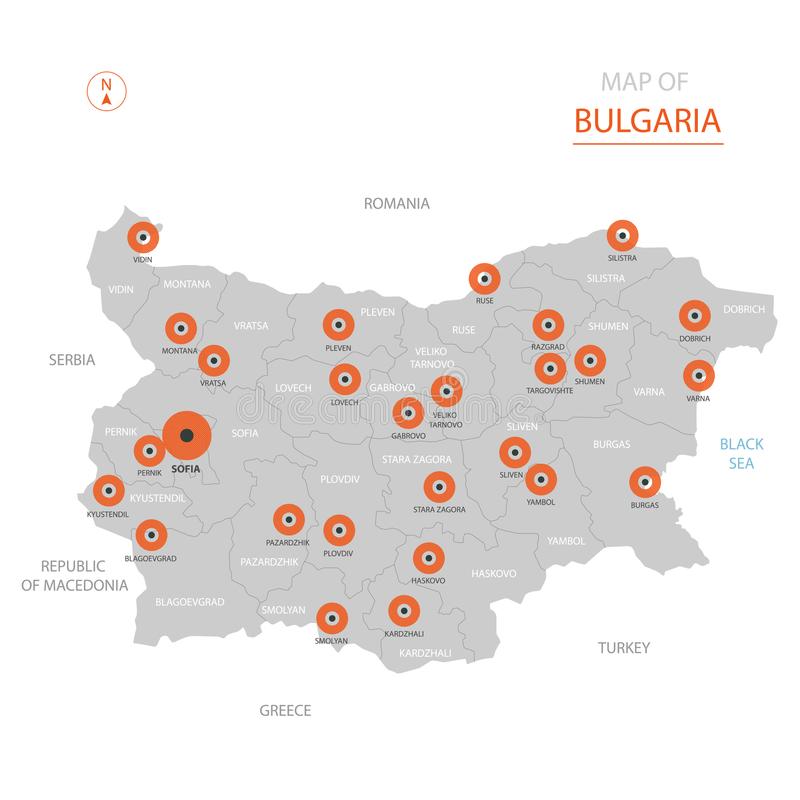 N
MAP OF
BULGARIA
ROMANIA
VIDIN
SILISTRA
SILISTRA
VIDIN
MONTANA
RUSE
PLEVEN
DOBRICH
VRATSA
RUSE
SHUMEN
PLEVEN
RAZGRAD
DOBRICH
MONTANA
VELIKO
TARNOVO
SERBIA
VRATSA
SHUMEN
LOVECH
GABROVO
TARGOVISHTE
VARNA
LOVECH
VARNA
VELIKO
TARNOVO
dreamstime
dreamstime
dreamstime
PERNIK
SOFIA
GABROVO
SLIVEN
BURGAS
BLACK
SEA
STARA ZAGORA
SOFIA
PERNIK
SLIVEN
PLOVDIV
KYUSTENDIL
YAMBOL
BURGAS
STARA ZAGORA
KYUSTENDIL
PAZARDZHIK
YAMBOL
PLOVDIV
BLAGOEVGRAD
PAZARDZHIK
REPUBLIC
OF MACEDONIA
HASKOVO
HASKOVO
BLAGOEVGRAD
SMOLYAN
KARDZHALI
SMOLYAN
KARDZHALI
TURKEY
GREECE